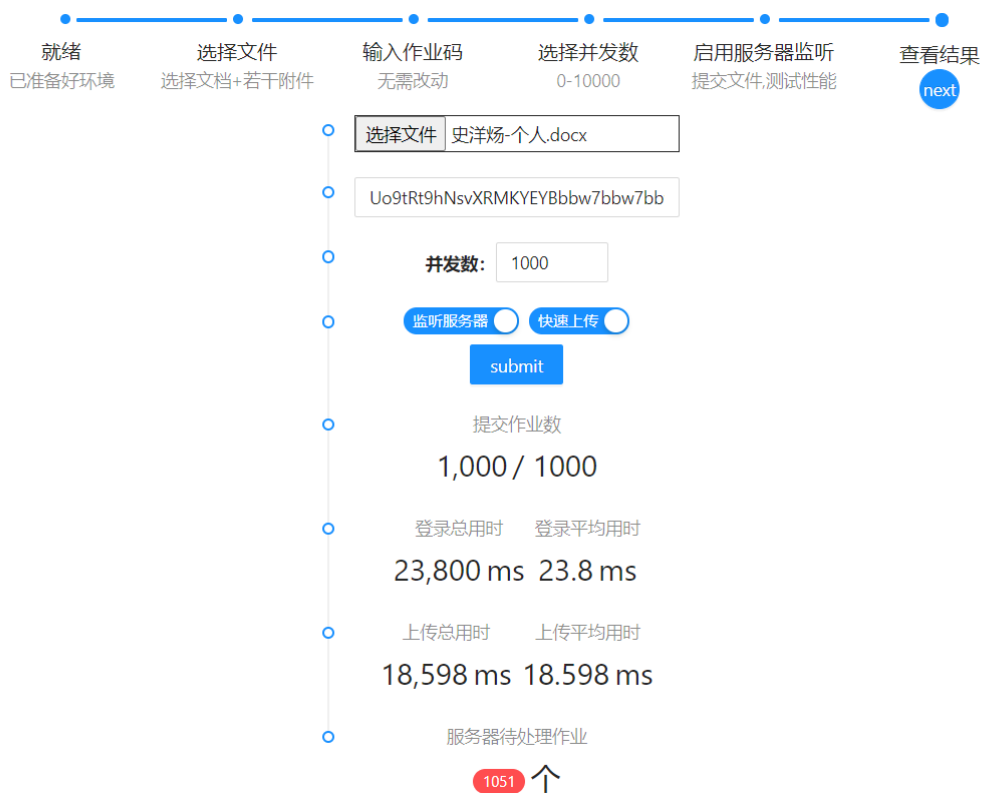 就绪 选择文件 输入作业码 选择并发数 启用服务器监听 查看结果
已准备好环境 选择文档+若干附件 无需改动 0-10000 提交文件,测试性能 next
选择文件 史洋炀-个人.docx
Uo9tRt9hNsvXRMKYEYBbbw7bbw7bb
并发数: 1000
监听服务器 快速上传
submit
提交作业数
1,000 / 1000
登录总用时 登录平均用时
23,800 ms 23.8 ms
上传总用时 上传平均用时
18,598 ms 18.598 ms
服务器待处理作业
1051 个